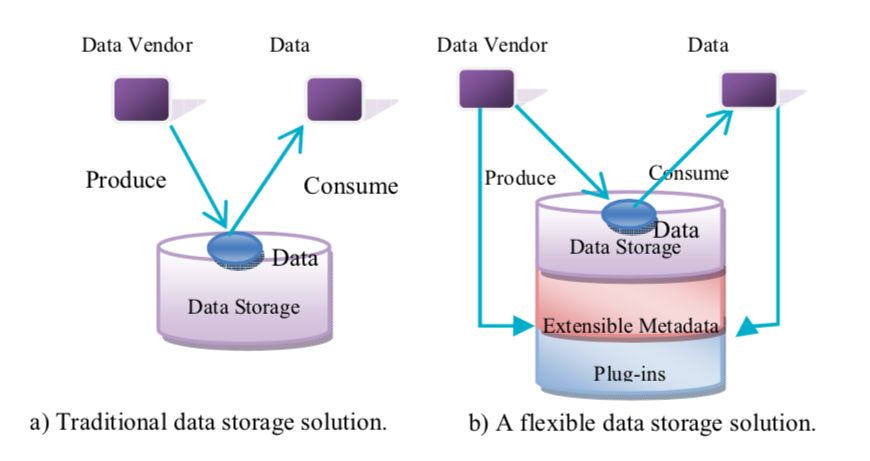 Data Vendor
Data
Produce
Consume
Data
Data Storage
a) Traditional data storage solution.
Data Vendor
Data
Produce
Consume
Data
Data Storage
Extensible Metadata
Plug-ins
b) A flexible data storage solution.